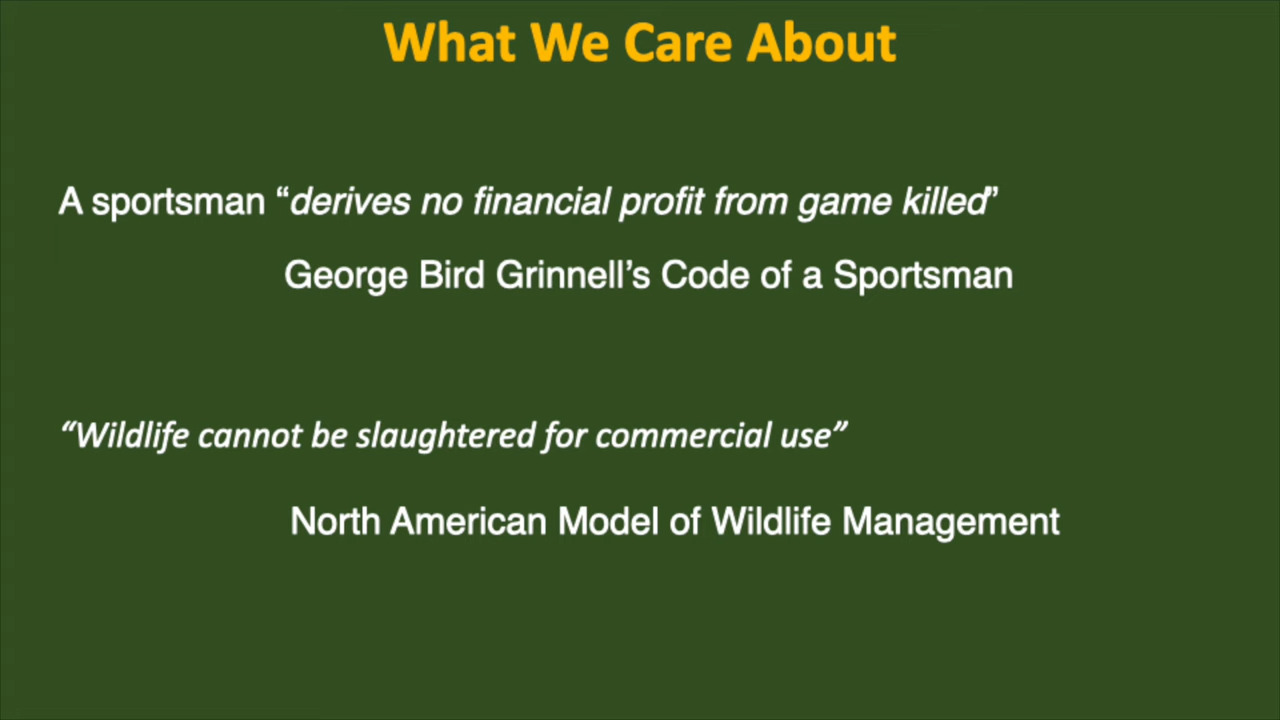 What We Care About
A sportsman “derives no financial profit from game killed”
George Bird Grinnell’s Code of a Sportsman
“Wildlife cannot be slaughtered for commercial use”
North American Model of Wildlife Management